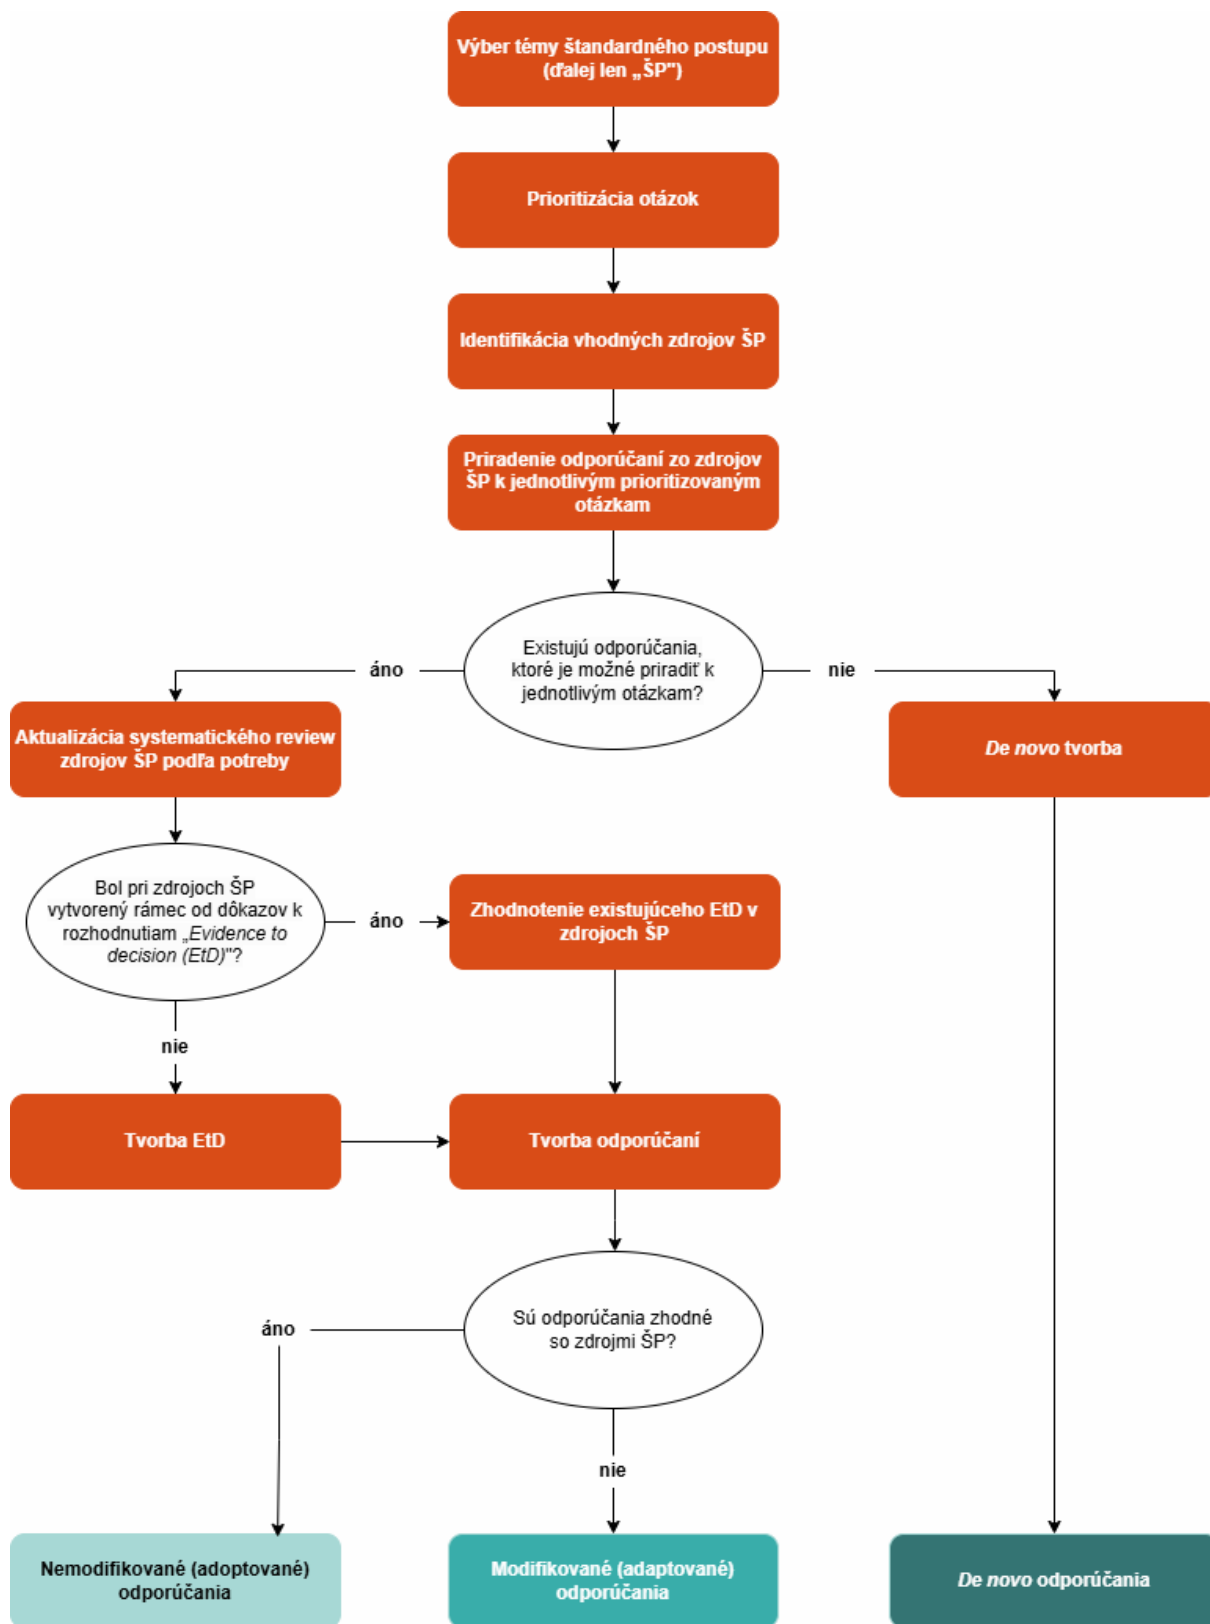 Výber témy štandardného postupu
(ďalej len „ŠP")
Prioritizácia otázok
Identifikácia vhodných zdrojov ŠP
Priradenie odporúčaní zo zdrojov
ŠP k jednotlivým prioritizovaným
otázkam
Existujú odporúčania,
ktoré je možné priradiť k
jednotlivým otázkam?
áno
nie
Aktualizácia systematického review
zdrojov ŠP podľa potreby
De novo tvorba
Bol pri zdrojoch ŠP
vytvorený rámec od dôkazov k
rozhodnutiam „Evidence to
decision (EtD)"?
áno
Zhodnotenie existujúceho EtD v
zdrojoch ŠP
nie
Tvorba EtD
Tvorba odporúčaní
Sú odporúčania zhodné
so zdrojmi ŠP?
áno
nie
Nemodifikované (adoptované)
odporúčania
Modifikované (adaptované)
odporúčania
De novo odporúčania